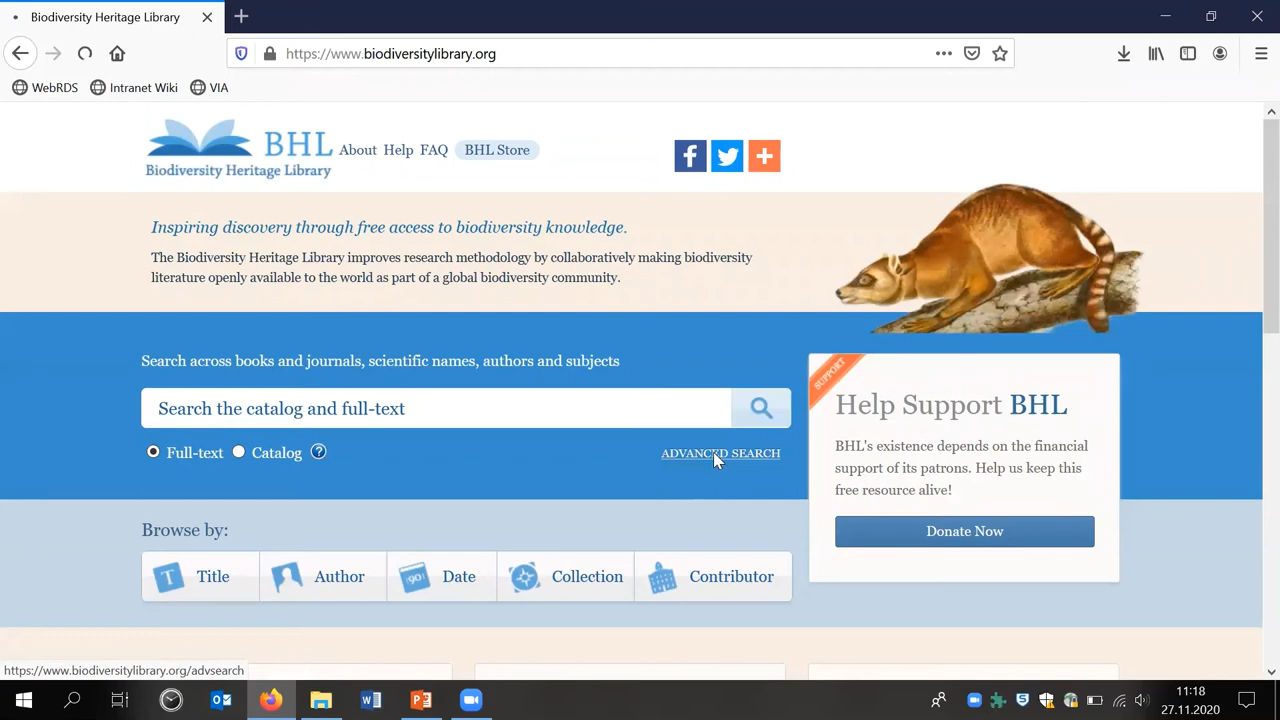 Biodiversity Heritage Library
https://www.biodiversitylibrary.org
WebRDS Intranet Wiki VIA
BHL
Biodiversity Heritage Library
About Help FAQ BHL Store
Inspiring discovery through free access to biodiversity knowledge.
The Biodiversity Heritage Library improves research methodology by collaboratively making biodiversity
literature openly available to the world as part of a global biodiversity community.
Search across books and journals, scientific names, authors and subjects
Search the catalog and full-text
Full-text Catalog ?
ADVANCED SEARCH
SUPPORT
Help Support BHL
BHL's existence depends on the financial
support of its patrons. Help us keep this
free resource alive!
Donate Now
Browse by:
Title Author Date Collection Contributor
https://www.biodiversitylibrary.org/advsearch
11:18
27.11.2020